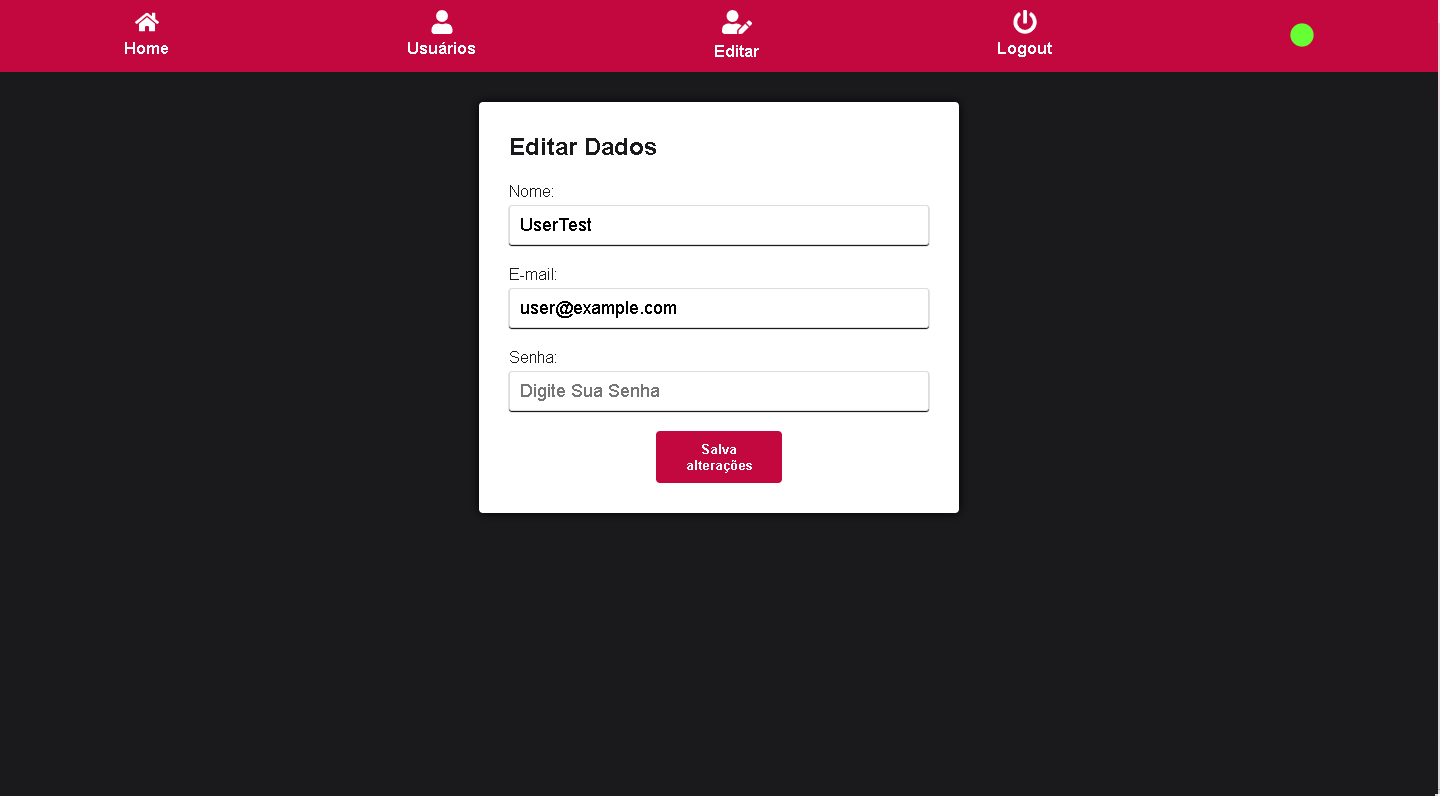 Home
Usuários
Editar
Logout
Editar Dados
Nome:
UserTest
E-mail:
user@example.com
Senha:
Digite Sua Senha
Salva
alterações